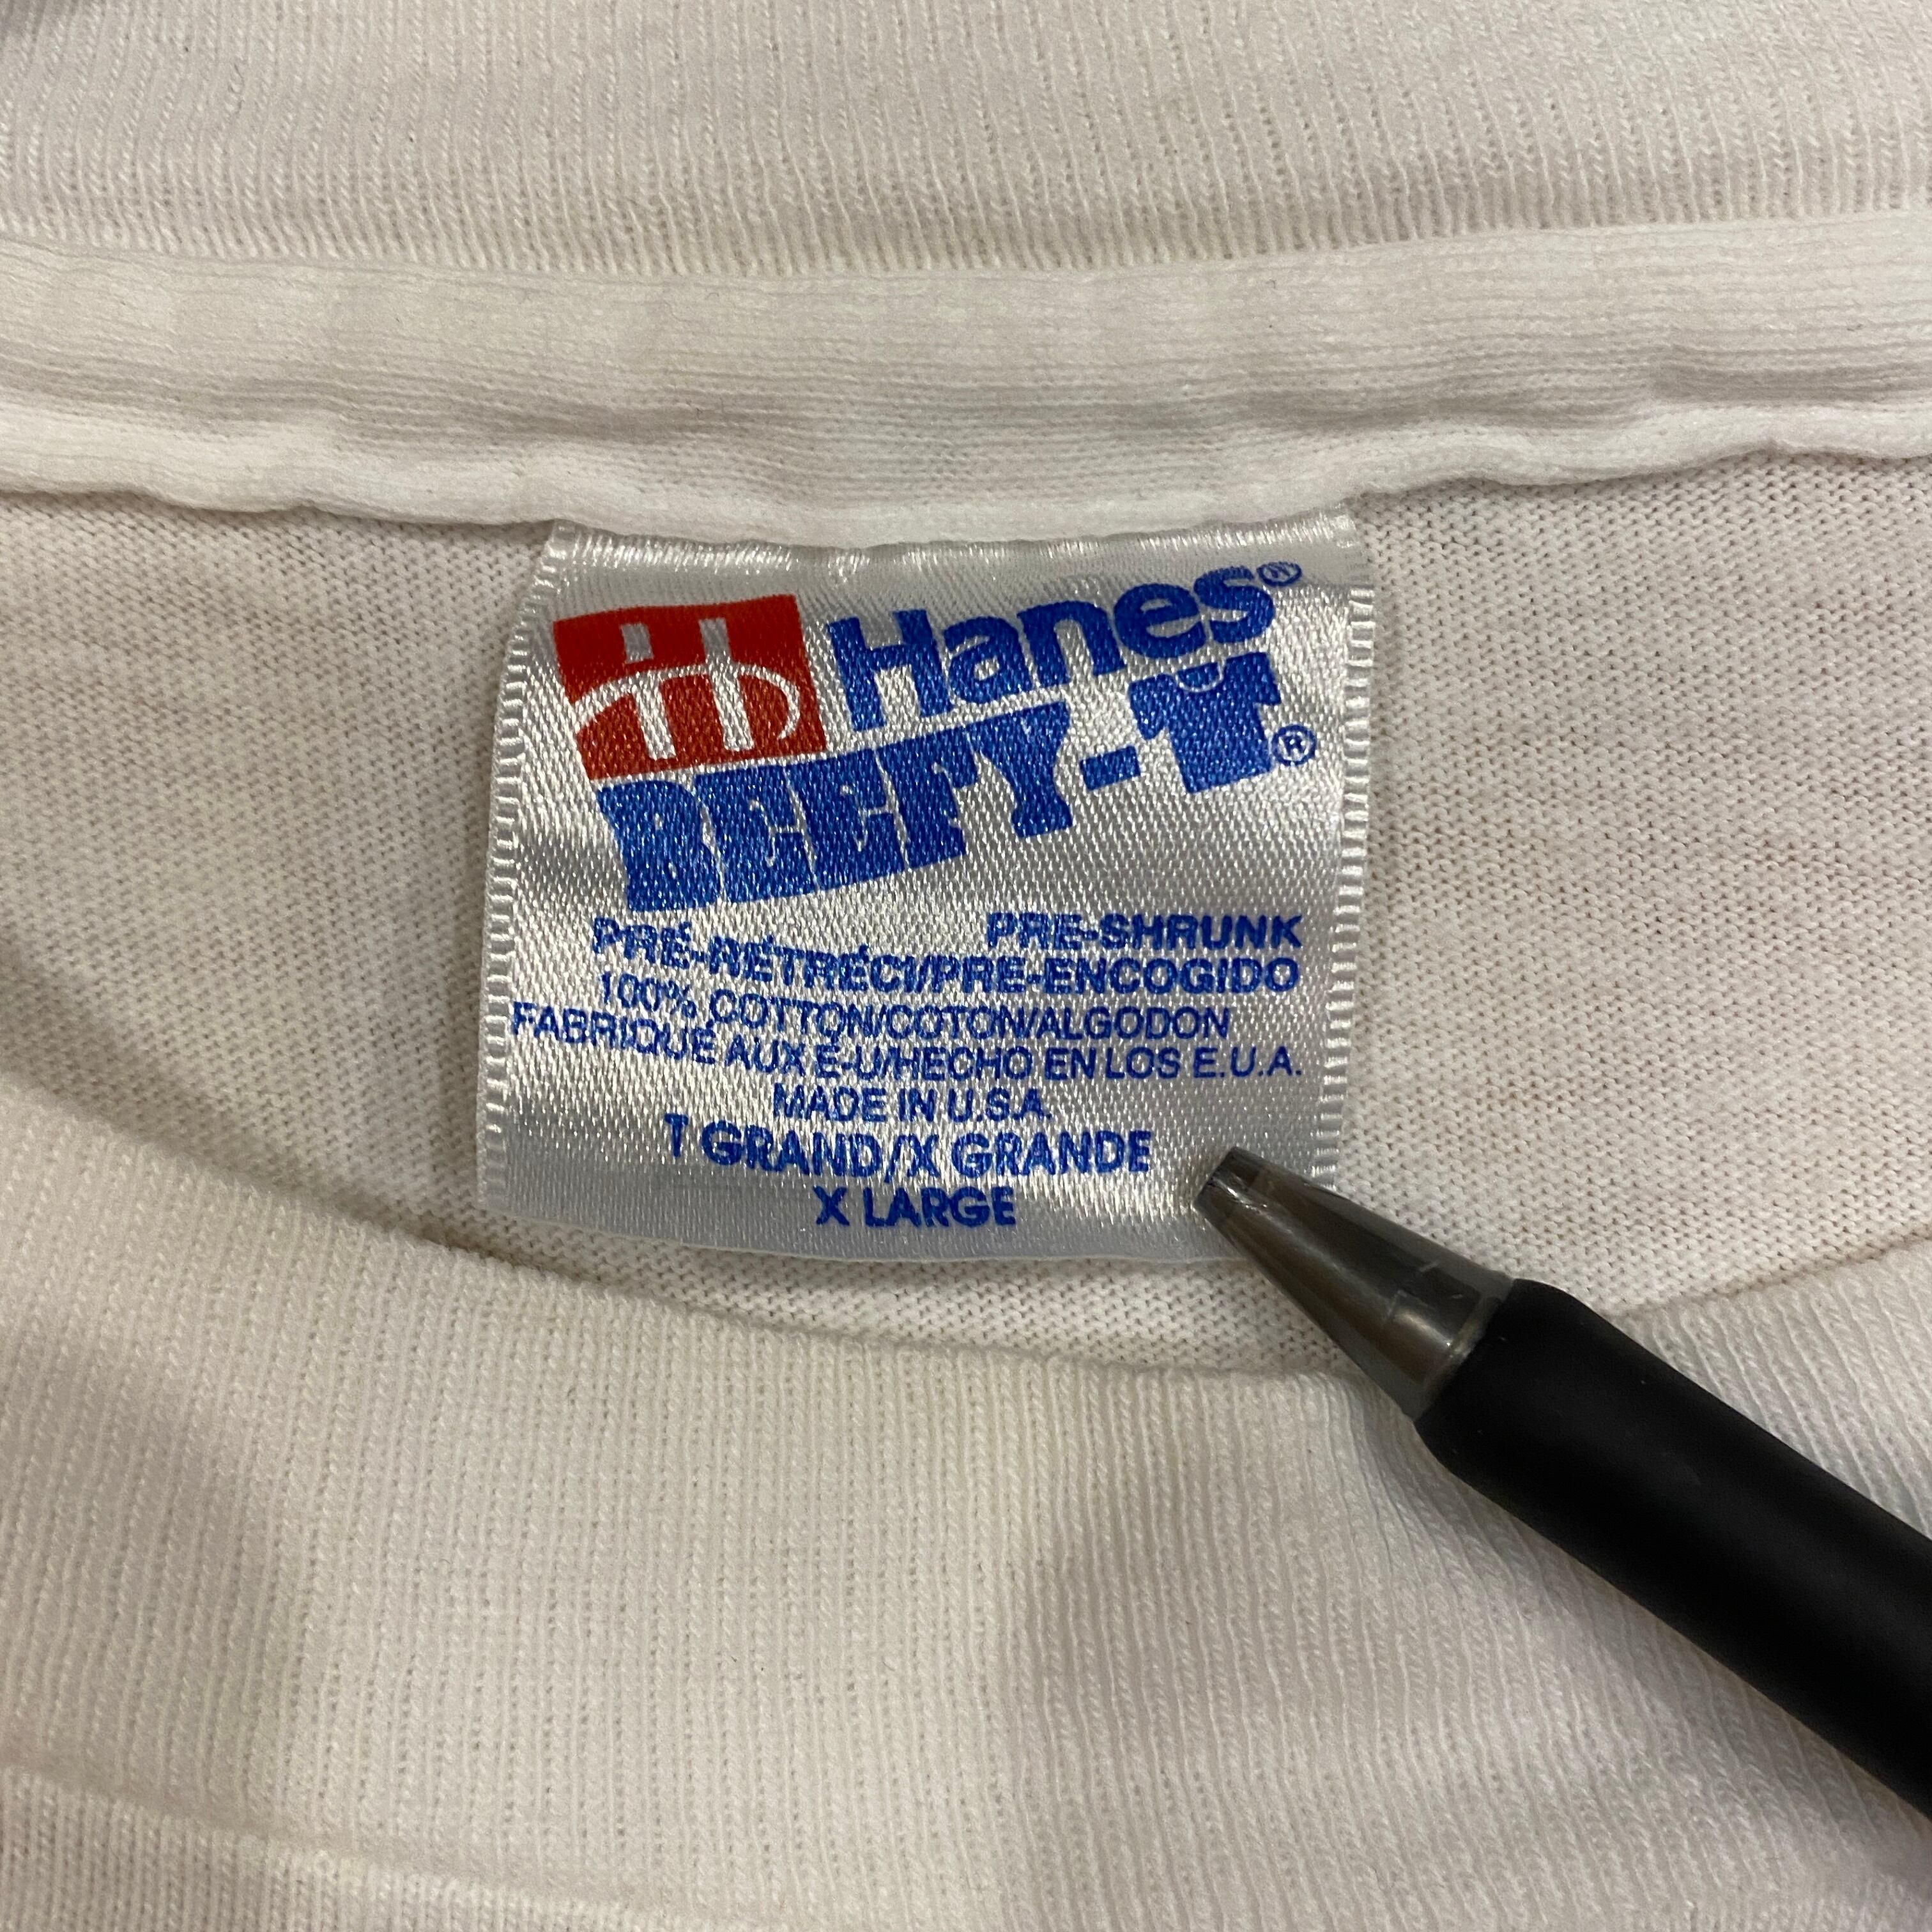 Hanes®
BEEFY-T®
PRE-SHRUNK
PRÉ-RÉTRÉCI/PRE-ENCOGIDO
100% COTTON/COTON/ALGODON
FABRIQUÉ AUX É-U/HECHO EN LOS E.U.A.
MADE IN U.S.A.
T GRAND/X GRANDE
X LARGE